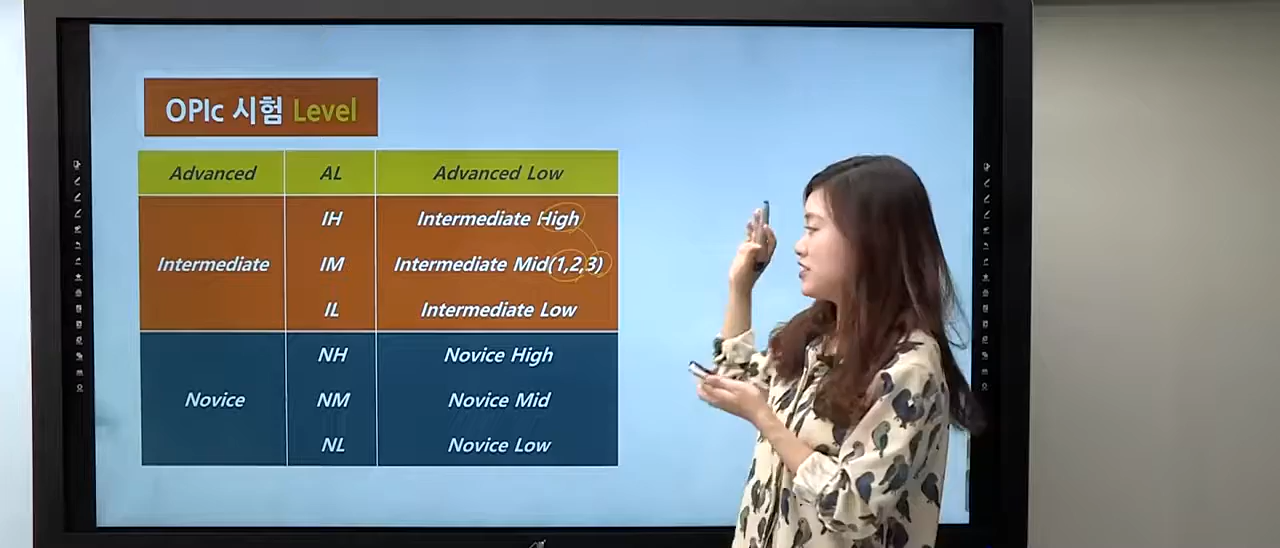 OPIc 시험 Level
Advanced AL Advanced Low
IH Intermediate High
Intermediate IM Intermediate Mid(1,2,3)
IL Intermediate Low
NH Novice High
Novice NM Novice Mid
NL Novice Low